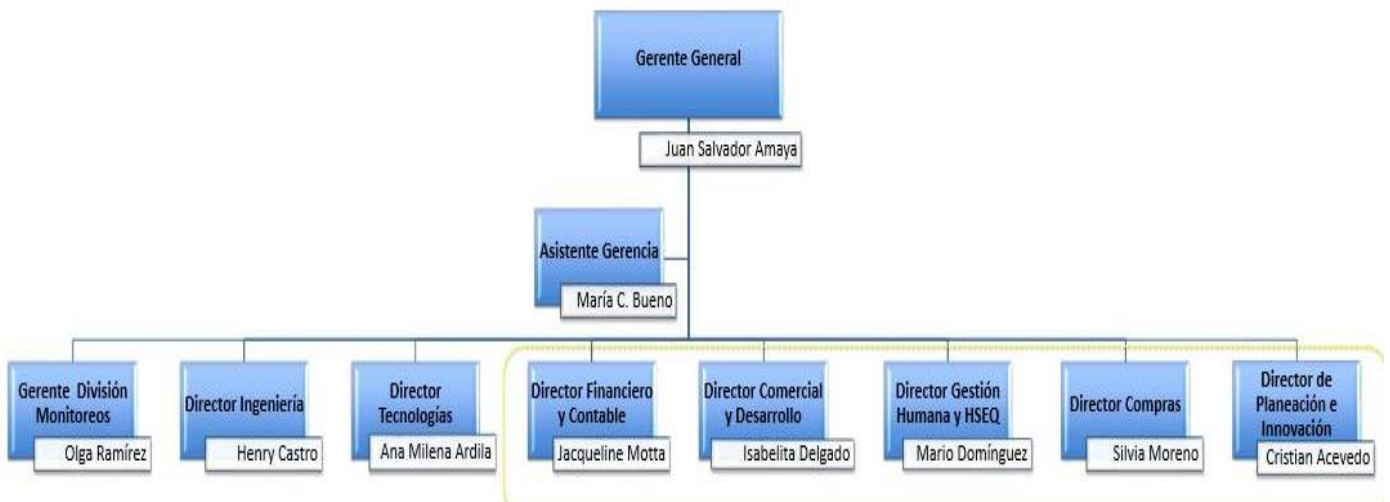 Gerente General
Juan Salvador Amaya
Asistente Gerencia
María C. Bueno
Gerente División
Monitoreos
Olga Ramírez
Director Ingeniería
Henry Castro
Director
Tecnologías
Ana Milena Ardila
Director Financiero
y Contable
Jacqueline Motta
Director Comercial
y Desarrollo
Isabelita Delgado
Director Gestión
Humana y HSEQ
Mario Domínguez
Director Compras
Silvia Moreno
Director de
Planeación e
Innovación
Cristian Acevedo